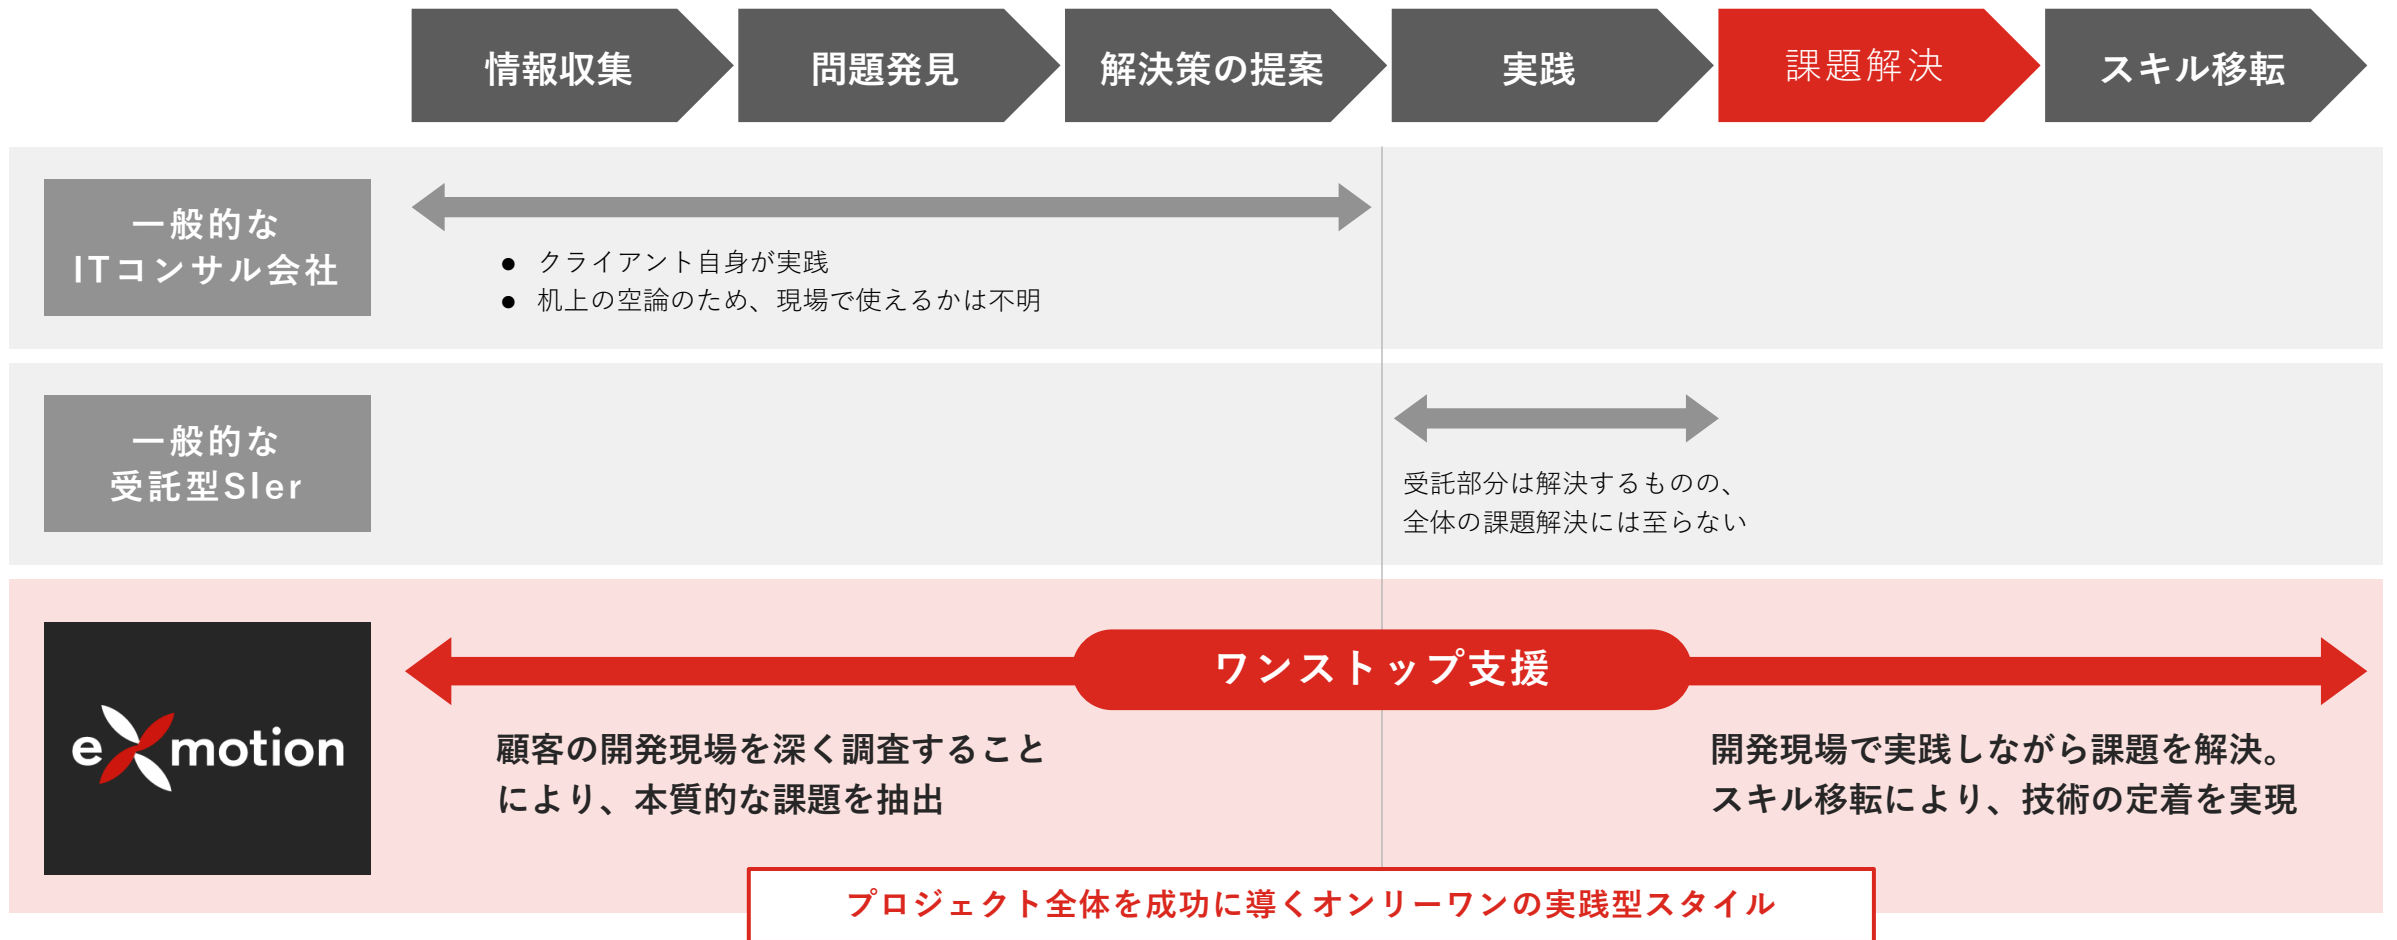 情報収集
問題発見
解決策の提案
実践
課題解決
スキル移転
一般的な
ITコンサル会社
● クライアント自身が実践
● 机上の空論のため、現場で使えるかは不明
一般的な
受託型SIer
受託部分は解決するものの、
全体の課題解決には至らない
eXmotion
ワンストップ支援
顧客の開発現場を深く調査すること
により、本質的な課題を抽出
開発現場で実践しながら課題を解決。
スキル移転により、技術の定着を実現
プロジェクト全体を成功に導くオンリーワンの実践型スタイル